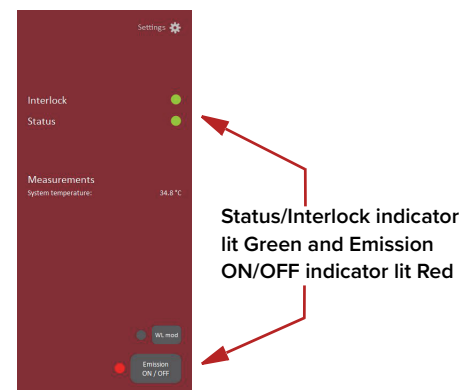 Settings
Interlock
Status
Measurements
System temperature: 34.8 °C
Status/Interlock indicator
lit Green and Emission
ON/OFF indicator lit Red
WL mod
Emission
ON / OFF